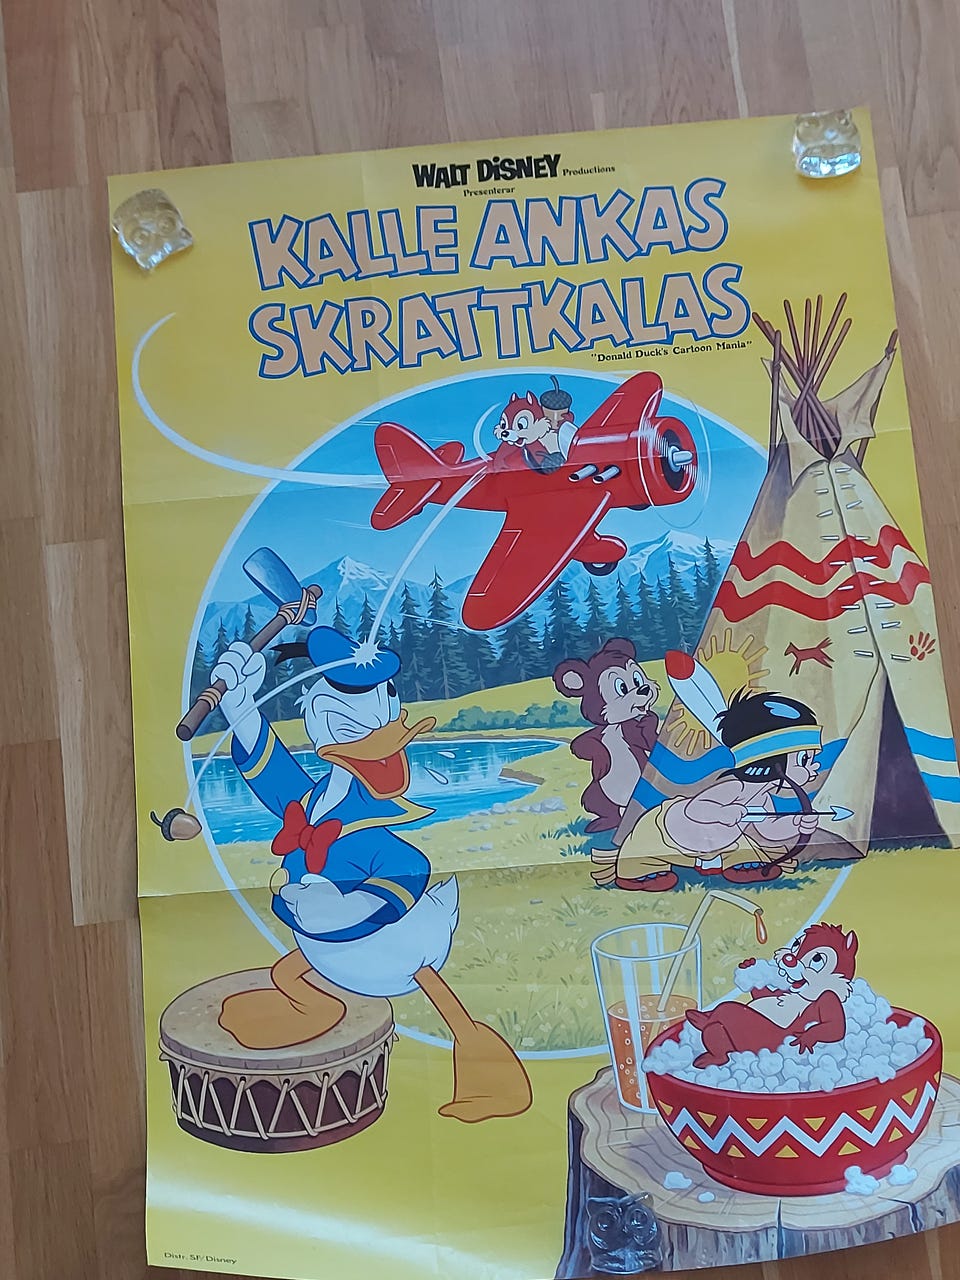 WALT DiSNEY Productions
Presenterar
KALLE ANKAS
SKRATTKALAS
"Donald Duck's Cartoon Mania"
Distr. SF/Disney